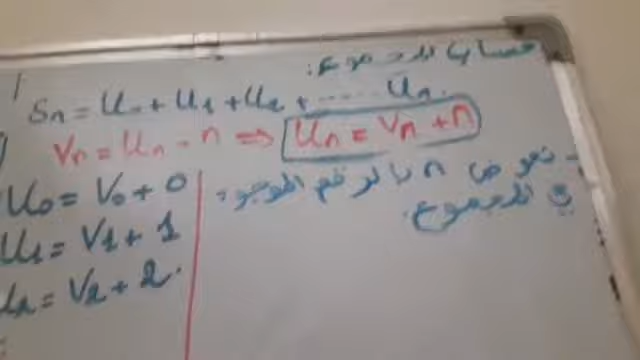 حساب المجموع:
Sn = U0 + U1 + U2 + ..... Un.
Vn = Un - n ⇒ Un = Vn + n
- نعوض n بالرقم الموجود
في المجموع.
U0 = V0 + 0
U1 = V1 + 1
U2 = V2 + 2.